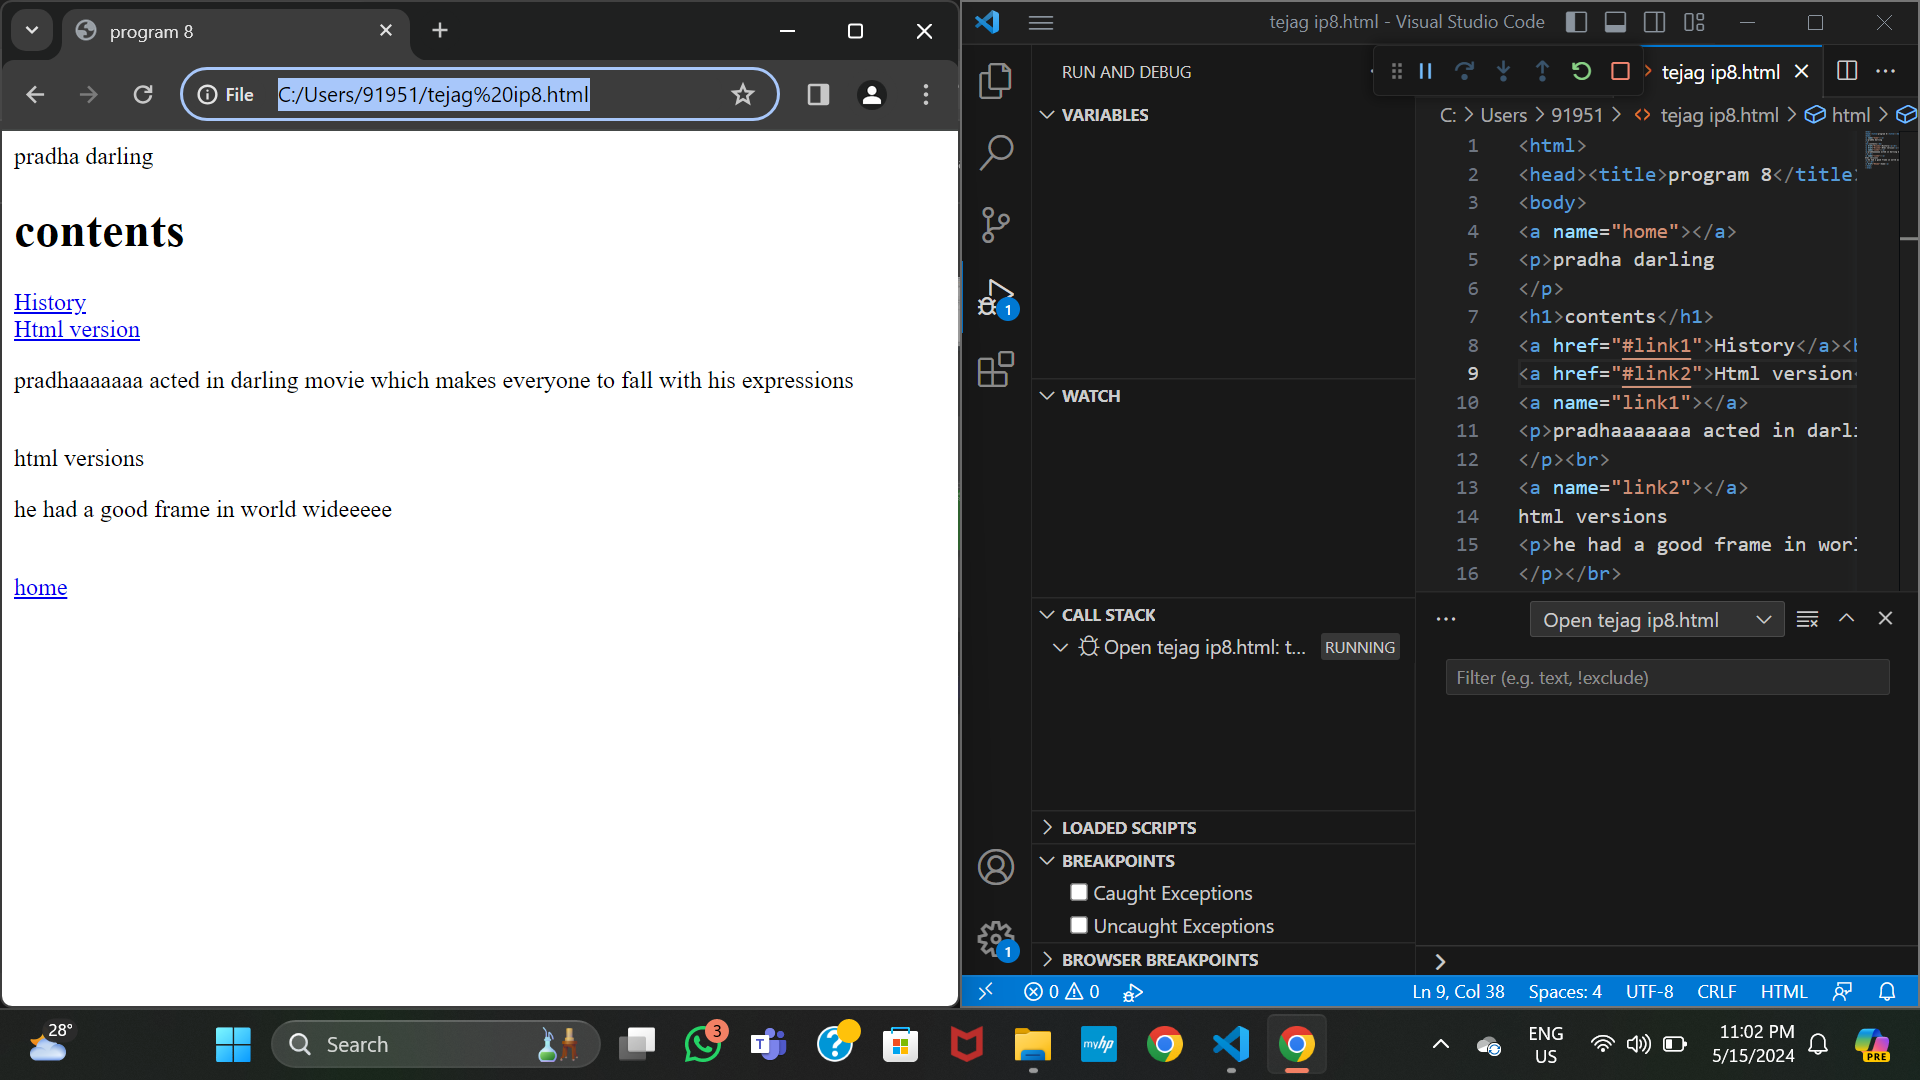 program 8
File
C:/Users/91951/tejag%20ip8.html
pradha darling
contents
History
Html version
pradhaaaaaaa acted in darling movie which makes everyone to fall with his expressions
html versions
he had a good frame in world wideeeee
home
tejag ip8.html - Visual Studio Code
RUN AND DEBUG
VARIABLES
WATCH
CALL STACK
Open tejag ip8.html: t... RUNNING
LOADED SCRIPTS
BREAKPOINTS
Caught Exceptions
Uncaught Exceptions
BROWSER BREAKPOINTS
1
1
tejag ip8.html
C: > Users > 91951 > tejag ip8.html > html >
1 <html>
2 <head><title>program 8</title>
3 <body>
4 <a name="home"></a>
5 <p>pradha darling
6 </p>
7 <h1>contents</h1>
8 <a href="#link1">History</a><b
9 <a href="#link2">Html version<
10 <a name="link1"></a>
11 <p>pradhaaaaaaa acted in darli
12 </p><br>
13 <a name="link2"></a>
14 html versions
15 <p>he had a good frame in worl
16 </p></br>
Open tejag ip8.html
Filter (e.g. text, !exclude)
0 0
Ln 9, Col 38 Spaces: 4 UTF-8 CRLF HTML
28°
Search
3
T
?
myhp
ENG
US
11:02 PM
5/15/2024
PRE